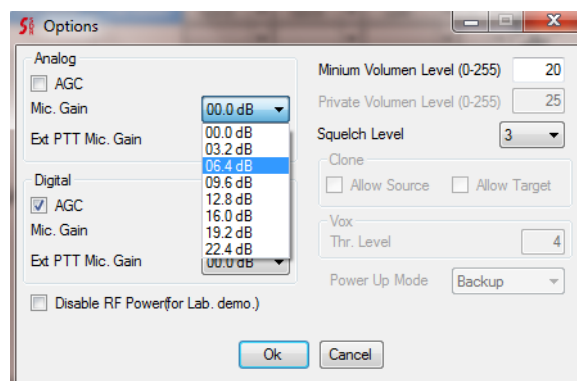 Options
Analog
AGC
Mic. Gain
00.0 dB
Ext PTT Mic. Gain
00.0 dB
03.2 dB
06.4 dB
09.6 dB
12.8 dB
16.0 dB
19.2 dB
22.4 dB
Digital
AGC
Mic. Gain
Ext PTT Mic. Gain
00.0 dB
Disable RF Power(for Lab. demo.)
Minium Volumen Level (0-255)
20
Private Volumen Level (0-255)
25
Squelch Level
3
Clone
Allow Source
Allow Target
Vox
Thr. Level
4
Power Up Mode
Backup
Ok
Cancel